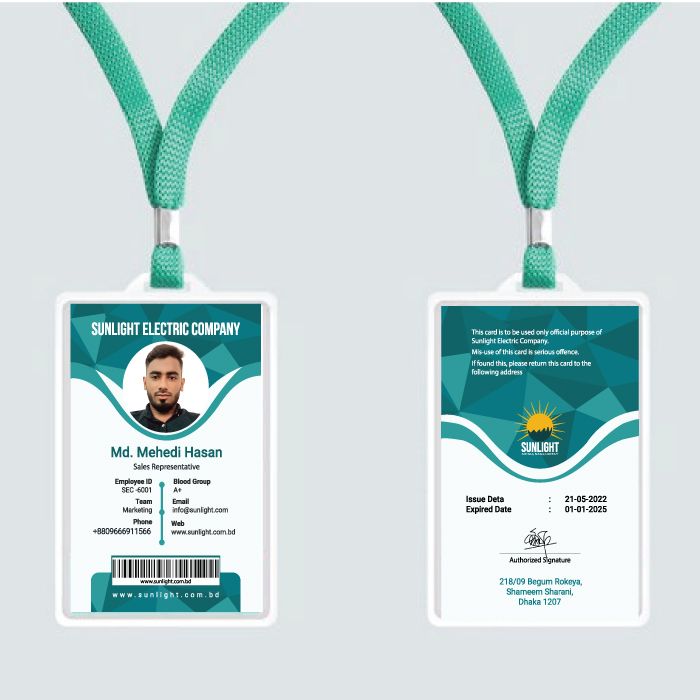 SUNLIGHT ELECTRIC COMPANY
Md. Mehedi Hasan
Sales Representative
Employee ID
SEC -6001
Team
Marketing
Phone
+8809666911566
Blood Group
A+
Email
info@sunlight.com
Web
www.sunlight.com.bd
www.sunlight.com.bd
www.sunlight.com.bd
This card is to be used only official purpose of
Sunlight Electric Company.
Mis-use of this card is serious offence.
If found this, please return this card to the
following address
SUNLIGHT
Issue Deta : 21-05-2022
Expired Date : 01-01-2025
Authorized Signature
218/09 Begum Rokeya,
Shameem Sharani,
Dhaka 1207